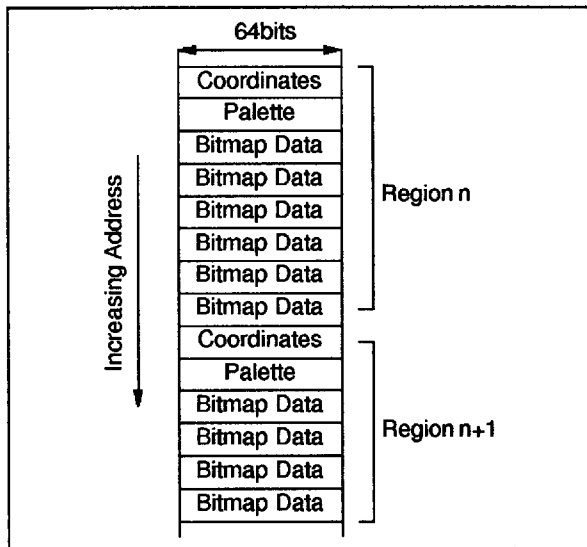 64bits
Coordinates
Palette
Bitmap Data
Bitmap Data
Bitmap Data
Bitmap Data
Bitmap Data
Bitmap Data
Coordinates
Palette
Bitmap Data
Bitmap Data
Bitmap Data
Bitmap Data
Increasing Address
Region n
Region n+1